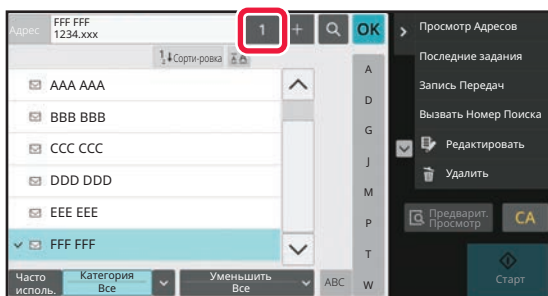 Адрес
FFF FFF
1234.xxx
1
+
OK
Сорти-ровка
AAA AAA
BBB BBB
CCC CCC
DDD DDD
EEE EEE
FFF FFF
A
D
G
J
M
P
T
W
Часто
исполь.
Категория
Все
Уменьшить
Все
ABC
Просмотр Адресов
Последние задания
Запись Передач
Вызвать Номер Поиска
Редактировать
Удалить
Предварит.
Просмотр
CA
Старт